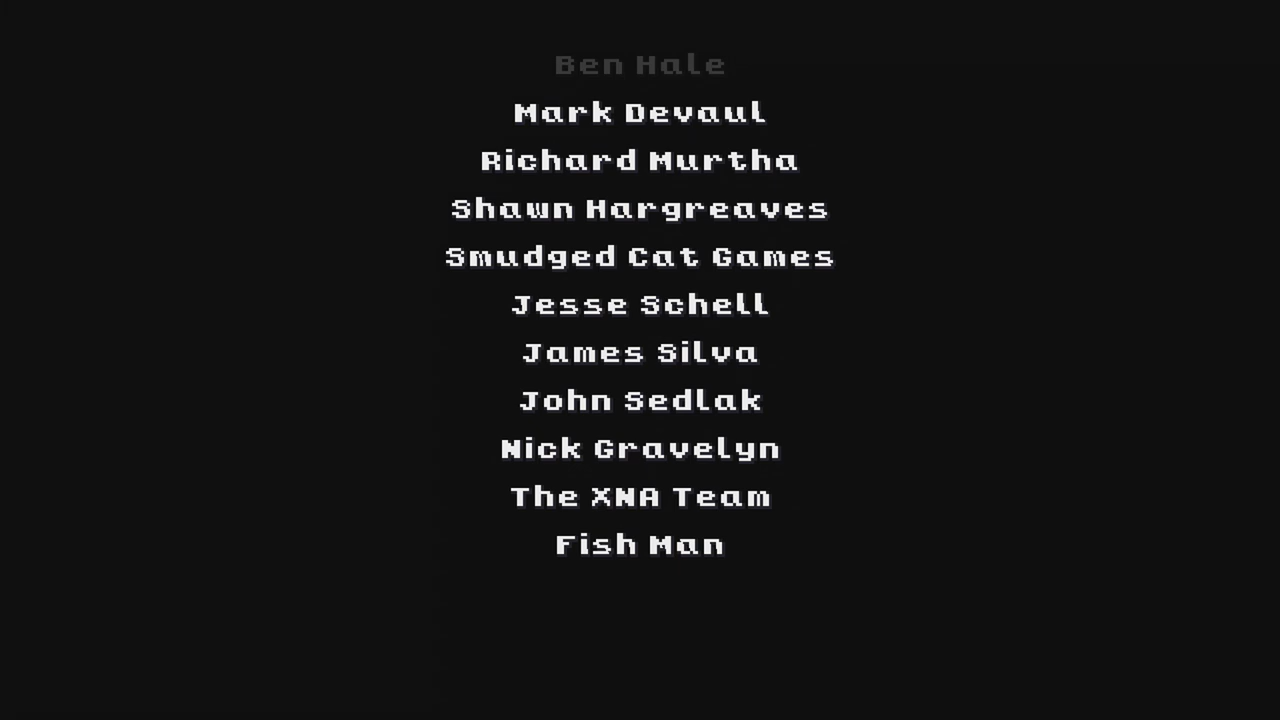 Ben Hale
Mark Devaul
Richard Murtha
Shawn Hargreaves
Smudged Cat Games
Jesse Schell
James Silva
John Sedlak
Nick Gravelyn
The XNA Team
Fish Man